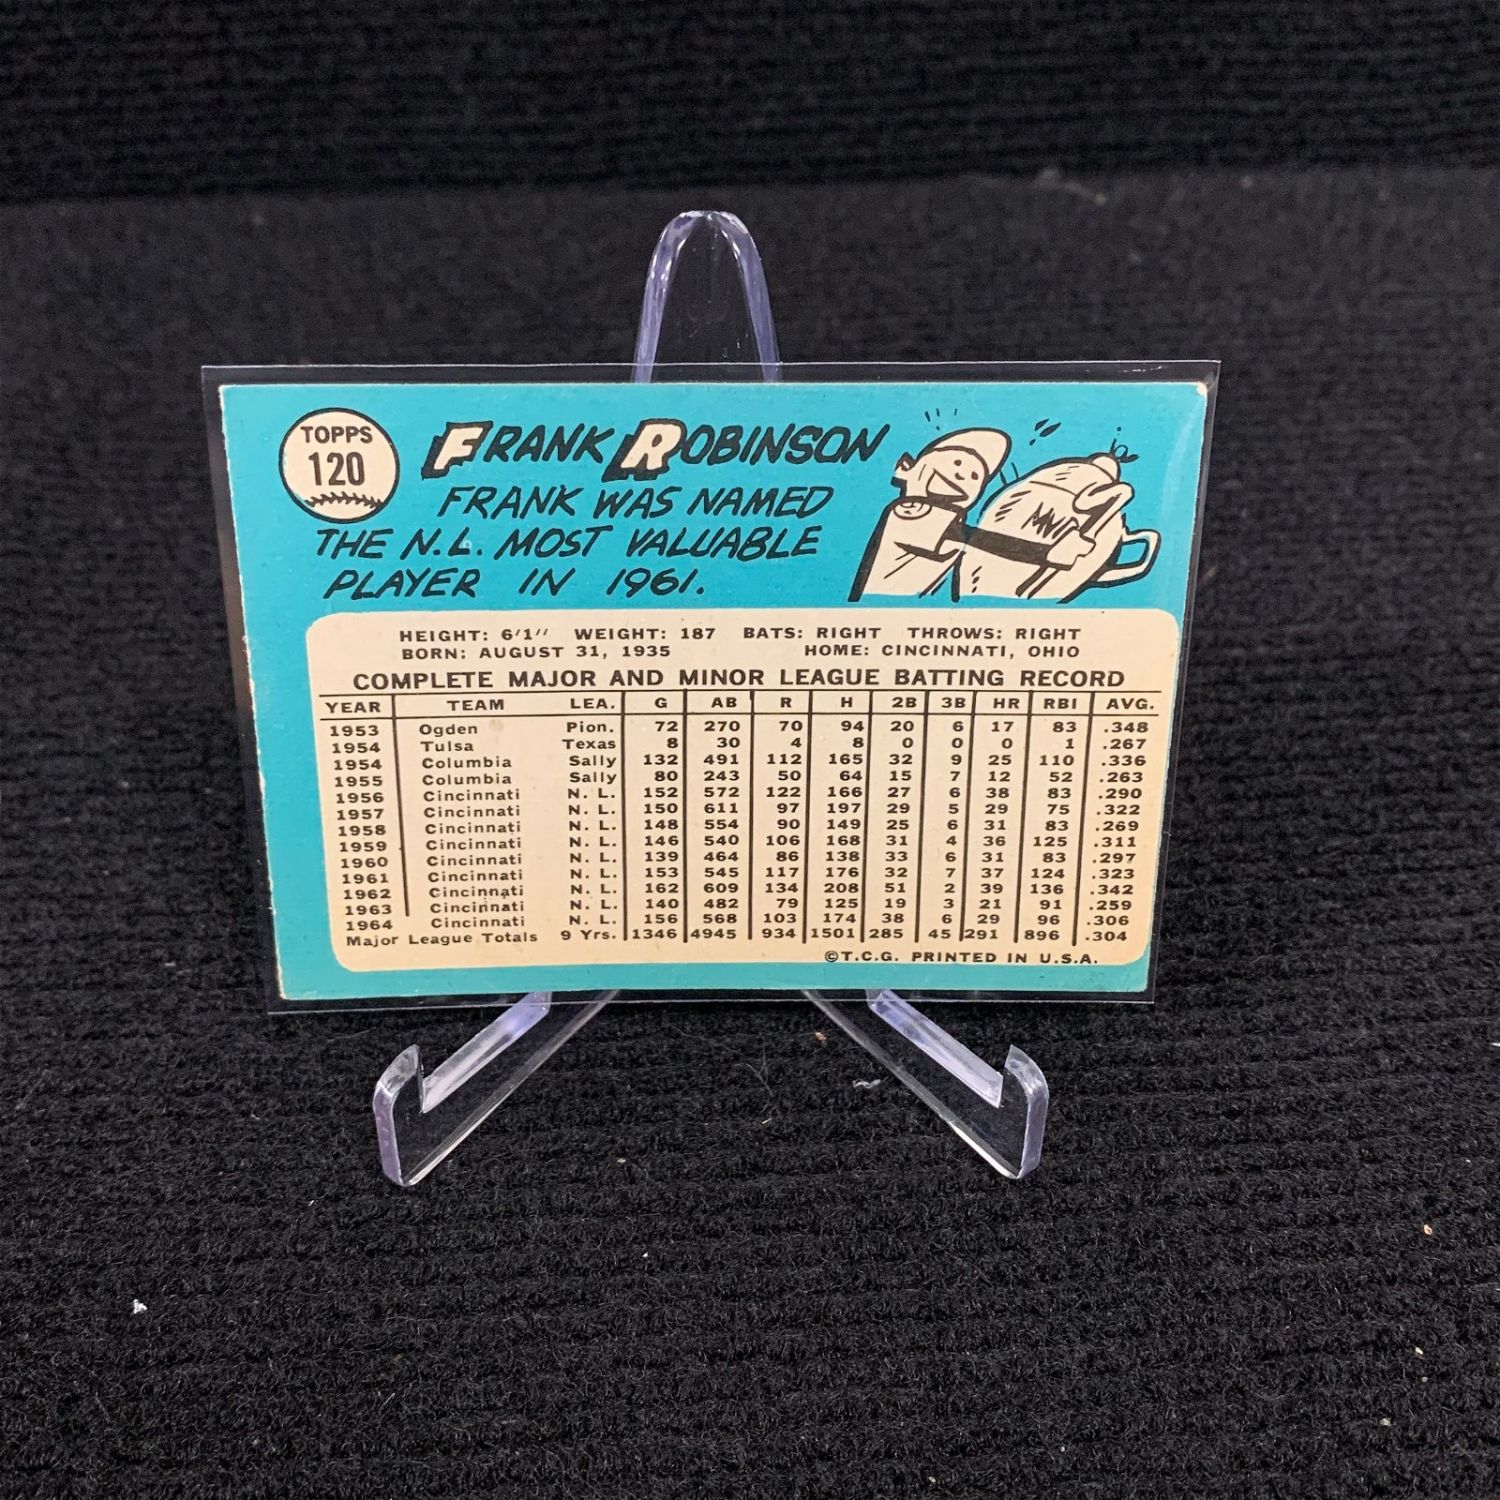 TOPPS
120
FRANK ROBINSON
FRANK WAS NAMED
THE N.L. MOST VALUABLE
PLAYER IN 1961.
HEIGHT: 6'1" WEIGHT: 187 BATS: RIGHT THROWS: RIGHT
BORN: AUGUST 31, 1935 HOME: CINCINNATI, OHIO
COMPLETE MAJOR AND MINOR LEAGUE BATTING RECORD
YEAR TEAM LEA. G AB R H 2B 3B HR RBI AVG.
1953 Ogden Pion. 72 270 70 94 20 6 17 83 .348
1954 Tulsa Texas 8 30 4 8 0 0 0 1 .267
1954 Columbia Sally 132 491 112 165 32 9 25 110 .336
1955 Columbia Sally 80 243 50 64 15 7 12 52 .263
1956 Cincinnati N. L. 152 572 122 166 27 6 38 83 .290
1957 Cincinnati N. L. 150 611 97 197 29 5 29 75 .322
1958 Cincinnati N. L. 148 554 90 149 25 6 31 83 .269
1959 Cincinnati N. L. 146 540 106 168 31 4 36 125 .311
1960 Cincinnati N. L. 139 464 86 138 33 6 31 83 .297
1961 Cincinnati N. L. 153 545 117 176 32 7 37 124 .323
1962 Cincinnati N. L. 162 609 134 208 51 2 39 136 .342
1963 Cincinnati N. L. 140 482 79 125 19 3 21 91 .259
1964 Cincinnati N. L. 156 568 103 174 38 6 29 96 .306
Major League Totals 9 Yrs. 1346 4945 934 1501 285 45 291 896 .304
©T.C.G. PRINTED IN U.S.A.